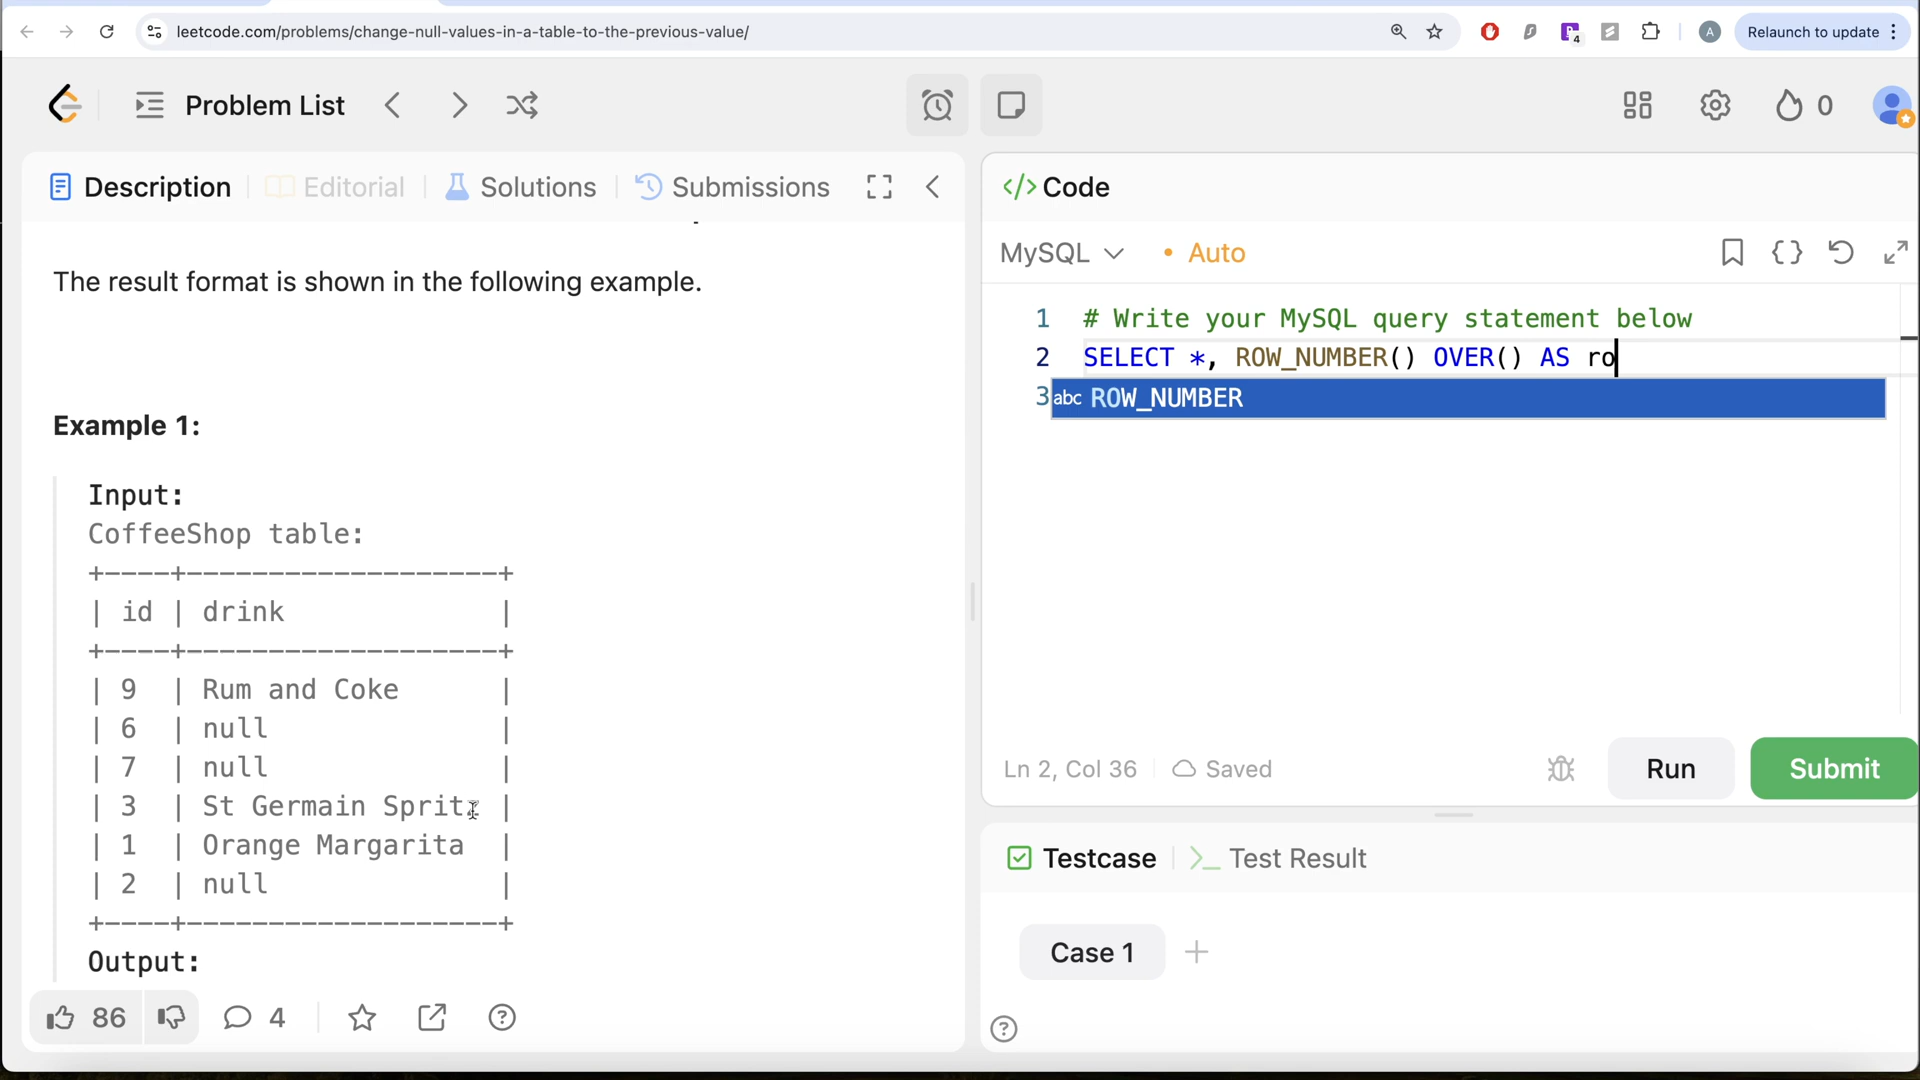 leetcode.com/problems/change-null-values-in-a-table-to-the-previous-value/
4
A
Relaunch to update
Problem List
0
Description
Editorial
Solutions
Submissions
The result format is shown in the following example.
Example 1:
Input:
CoffeeShop table:
+----+-------------------+
| id | drink             |
+----+-------------------+
| 9  | Rum and Coke      |
| 6  | null              |
| 7  | null              |
| 3  | St Germain Spritz |
| 1  | Orange Margarita  |
| 2  | null              |
+----+-------------------+
Output:
86
4
</> Code
MySQL
• Auto
1 # Write your MySQL query statement below
2 SELECT *, ROW_NUMBER() OVER() AS ro
3
abc ROW_NUMBER
Ln 2, Col 36
Saved
Run
Submit
Testcase
Test Result
Case 1